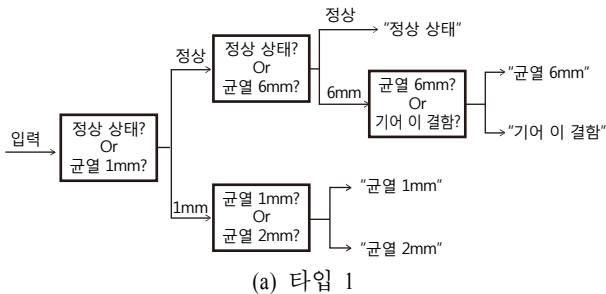 입력
정상 상태?
Or
균열 1mm?
정상
정상 상태?
Or
균열 6mm?
정상
"정상 상태"
6mm
균열 6mm?
Or
기어 이 결함?
"균열 6mm"
"기어 이 결함"
1mm
균열 1mm?
Or
균열 2mm?
"균열 1mm"
"균열 2mm"
(a) 타입 1